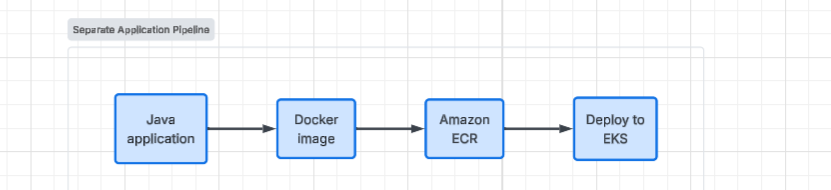 Separate Application Pipeline
Java
application
Docker
image
Amazon
ECR
Deploy to
EKS